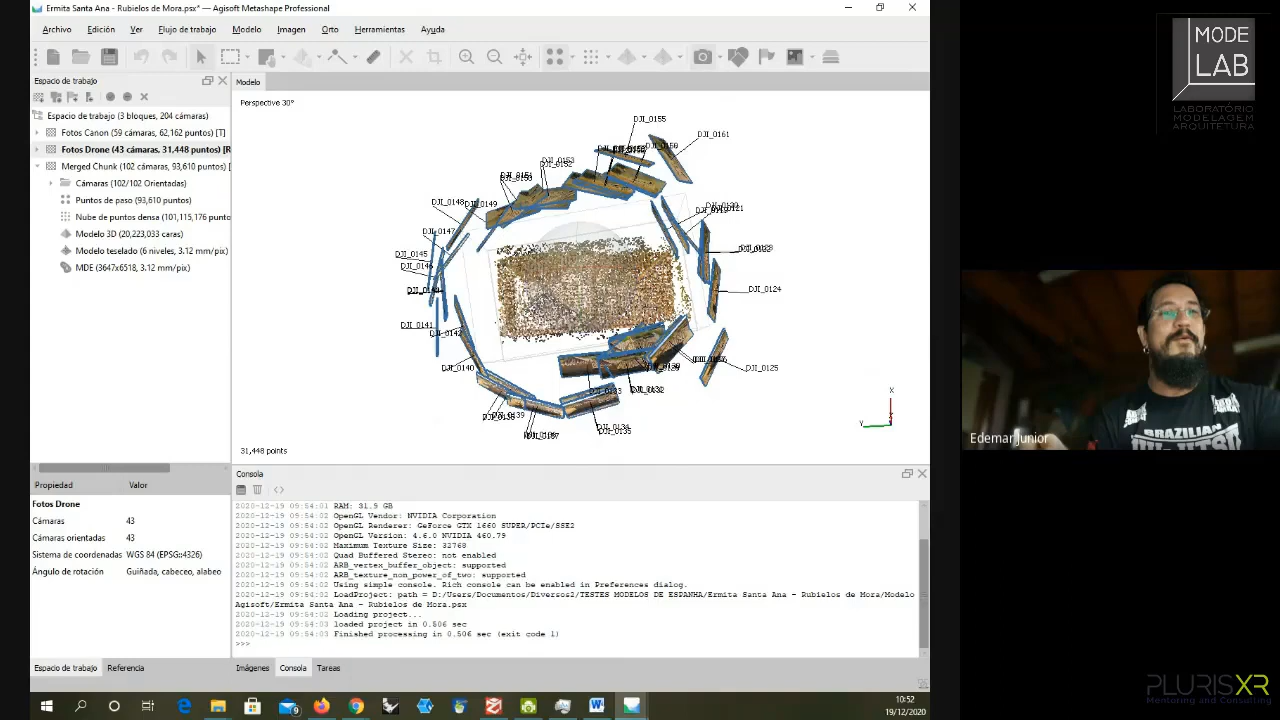 Ermita Santa Ana - Rubielos de Mora.psx* — Agisoft Metashape Professional
Archivo Edición Ver Flujo de trabajo Modelo Imagen Orto Herramientas Ayuda
Espacio de trabajo
Modelo
Espacio de trabajo (3 bloques, 204 cámaras)
Fotos Canon (59 cámaras, 62,162 puntos) [T]
Fotos Drone (43 cámaras, 31,448 puntos) [R
Merged Chunk (102 cámaras, 93,610 puntos)
Cámaras (102/102 Orientadas)
Puntos de paso (93,610 puntos)
Nube de puntos densa (101,115,176 punto
Modelo 3D (20,223,033 caras)
Modelo teselado (6 niveles, 3.12 mm/pix)
MDE (3647x6518, 3.12 mm/pix)
Perspective 30°
DJI_0155
DJI_0161
DJI_0153
DJI_0152
DJI_0148
DJI_0149
DJI_0147
DJI_0145
DJI_0146
DJI_0124
DJI_0141
DJI_0142
DJI_0140
DJI_0125
DJI_0132
DJI_0135
X
Y
31,448 points
Propiedad Valor
Fotos Drone
Cámaras 43
Cámaras orientadas 43
Sistema de coordenadas WGS 84 (EPSG::4326)
Ángulo de rotación Guiñada, cabeceo, alabeo
Consola
2020-12-19 09:54:01 RAM: 31.9 GB
2020-12-19 09:54:02 OpenGL Vendor: NVIDIA Corporation
2020-12-19 09:54:02 OpenGL Renderer: GeForce GTX 1660 SUPER/PCIe/SSE2
2020-12-19 09:54:02 OpenGL Version: 4.6.0 NVIDIA 460.79
2020-12-19 09:54:02 Maximum Texture Size: 32768
2020-12-19 09:54:02 Quad Buffered Stereo: not enabled
2020-12-19 09:54:02 ARB_vertex_buffer_object: supported
2020-12-19 09:54:02 ARB_texture_non_power_of_two: supported
2020-12-19 09:54:02 Using simple console. Rich console can be enabled in Preferences dialog.
2020-12-19 09:54:02 LoadProject: path = D:/Users/Documentos/Diversos2/TESTES MODELOS DE ESPANHA/Ermita Santa Ana - Rubielos de Mora/Modelo
Agisoft/Ermita Santa Ana - Rubielos de Mora.psx
2020-12-19 09:54:02 Loading project...
2020-12-19 09:54:03 loaded project in 0.506 sec
2020-12-19 09:54:03 Finished processing in 0.506 sec (exit code 1)
>>>
Espacio de trabajo Referencia
Imágenes Consola Tareas
10:52
19/12/2020
MODE
LAB
LABORATÓRIO
MODELAGEM
ARQUITETURA
BRAZILIAN
JIU-JITSU
Edemar Junior
PLURISXR
Mentoring and Consulting